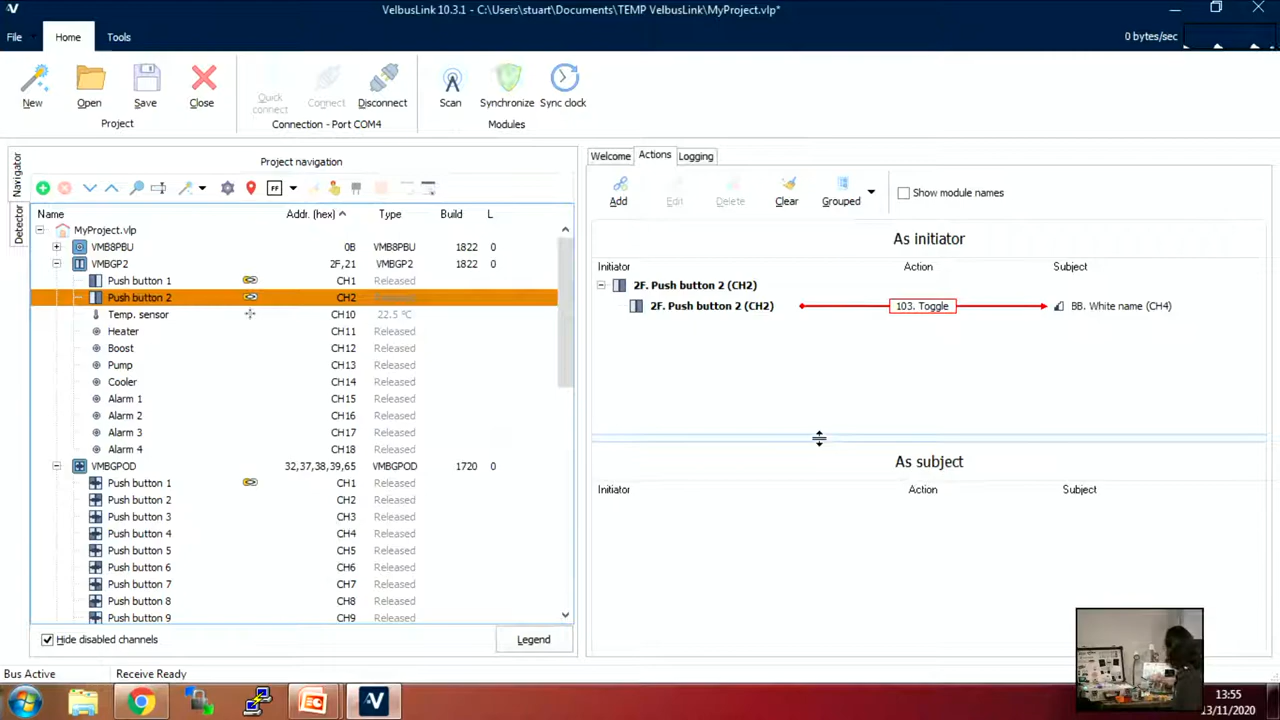 VelbusLink 10.3.1 - C:\Users\stuart\Documents\TEMP VelbusLink\MyProject.vlp*
File Home Tools 0 bytes/sec
New Open Save Close Quick connect Connect Disconnect Scan Synchronize Sync clock
Project Connection - Port COM4 Modules
Navigator
Detector
Project navigation
FF
Name Addr. (hex) Type Build L
MyProject.vlp
VMB8PBU 0B VMB8PBU 1822 0
VMBGP2 2F,21 VMBGP2 1822 0
Push button 1 CH1 Released
Push button 2 CH2
Temp. sensor CH10 22.5 °C
Heater CH11 Released
Boost CH12 Released
Pump CH13 Released
Cooler CH14 Released
Alarm 1 CH15 Released
Alarm 2 CH16 Released
Alarm 3 CH17 Released
Alarm 4 CH18 Released
VMBGPOD 32,37,38,39,65 VMBGPOD 1720 0
Push button 1 CH1 Released
Push button 2 CH2 Released
Push button 3 CH3 Released
Push button 4 CH4 Released
Push button 5 CH5 Released
Push button 6 CH6 Released
Push button 7 CH7 Released
Push button 8 CH8 Released
Push button 9 CH9 Released
Hide disabled channels Legend
Welcome Actions Logging
Add Edit Delete Clear Grouped Show module names
As initiator
Initiator Action Subject
2F. Push button 2 (CH2)
2F. Push button 2 (CH2) 103. Toggle BB. White name (CH4)
As subject
Initiator Action Subject
Bus Active Receive Ready
13:55
13/11/2020